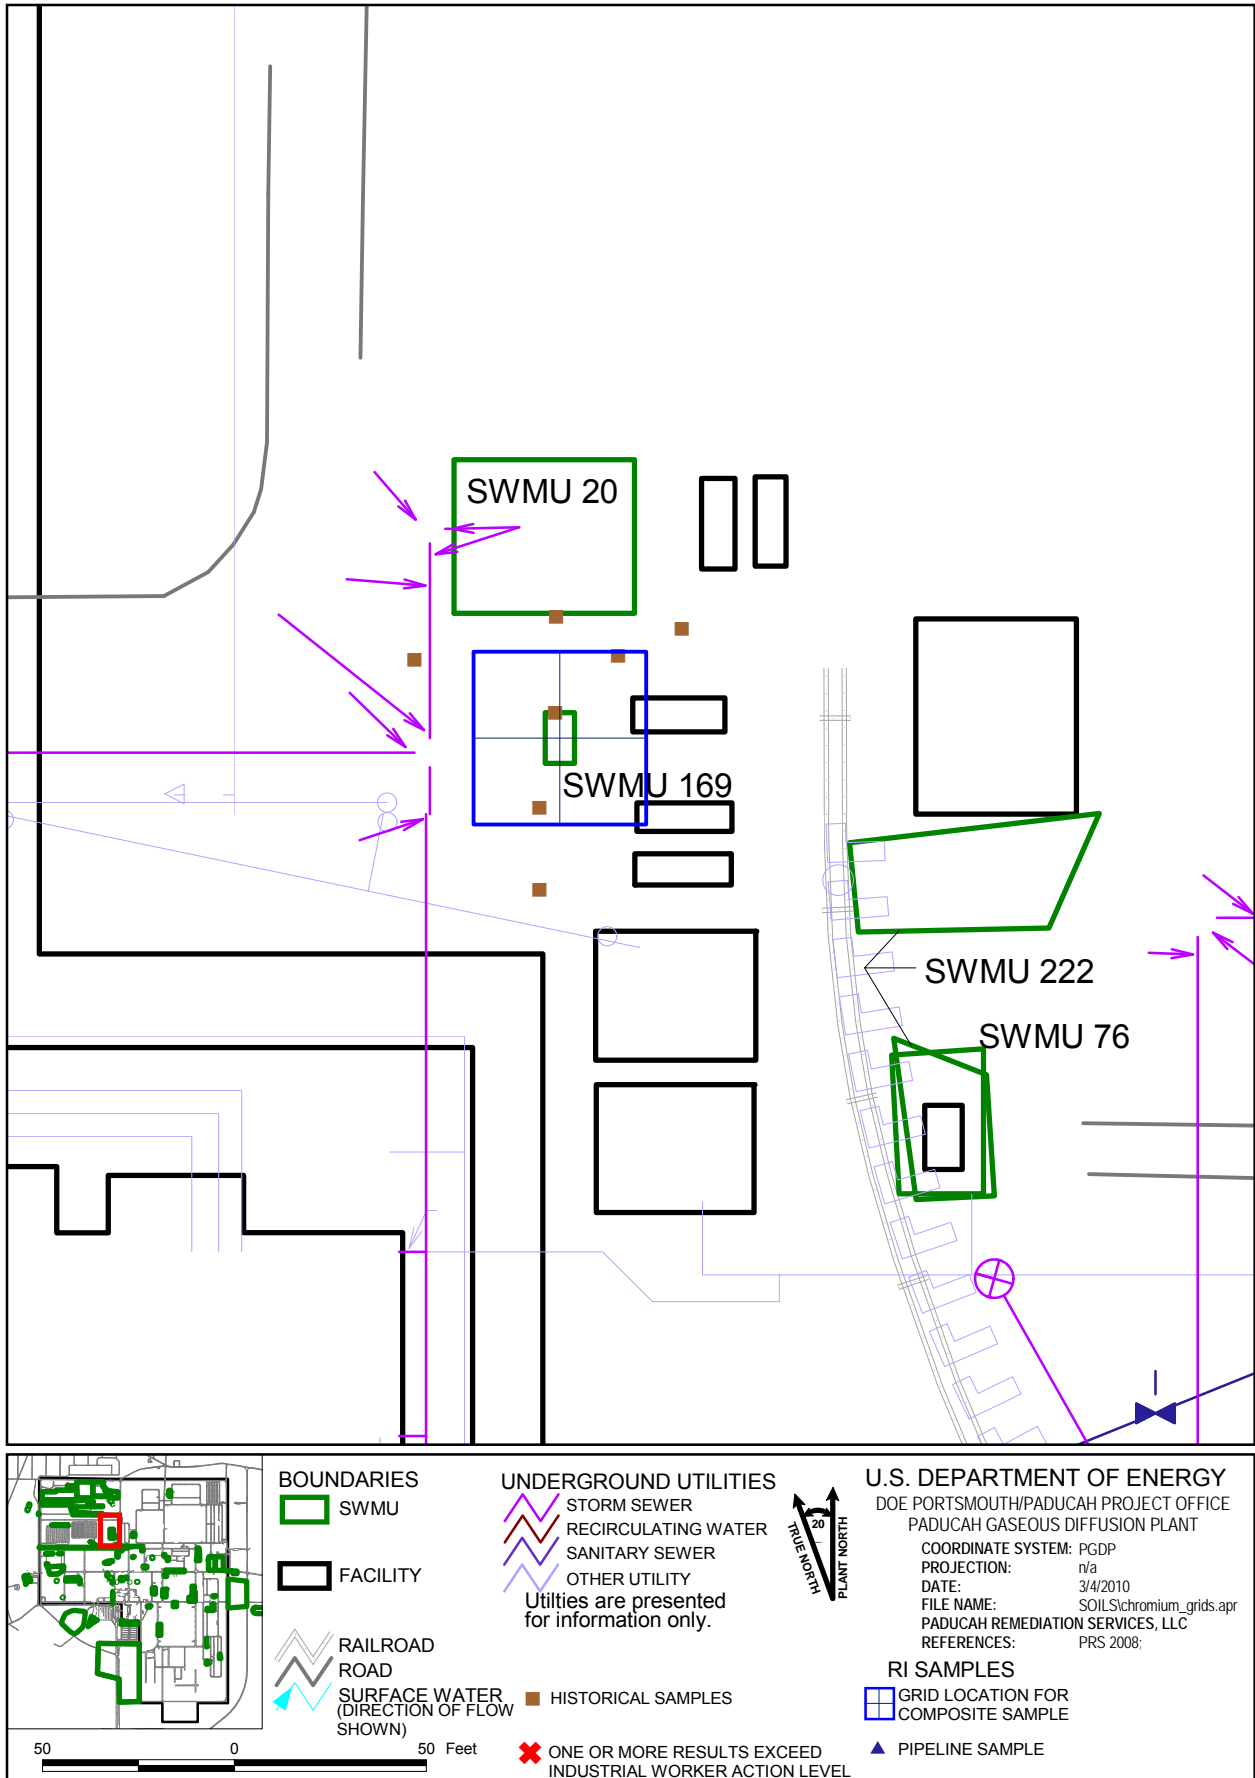 SWMU 20
SWMU 169
SWMU 222
SWMU 76
BOUNDARIES
SWMU
FACILITY
RAILROAD
ROAD
SURFACE WATER
(DIRECTION OF FLOW
SHOWN)
50 0 50 Feet
UNDERGROUND UTILITIES
STORM SEWER
RECIRCULATING WATER
SANITARY SEWER
OTHER UTILITY
Utilties are presented
for information only.
HISTORICAL SAMPLES
ONE OR MORE RESULTS EXCEED
INDUSTRIAL WORKER ACTION LEVEL
TRUE NORTH
20
PLANT NORTH
U.S. DEPARTMENT OF ENERGY
DOE PORTSMOUTH/PADUCAH PROJECT OFFICE
PADUCAH GASEOUS DIFFUSION PLANT
COORDINATE SYSTEM: PGDP
PROJECTION: n/a
DATE: 3/4/2010
FILE NAME: SOILS\chromium_grids.apr
PADUCAH REMEDIATION SERVICES, LLC
REFERENCES: PRS 2008;
RI SAMPLES
GRID LOCATION FOR
COMPOSITE SAMPLE
PIPELINE SAMPLE